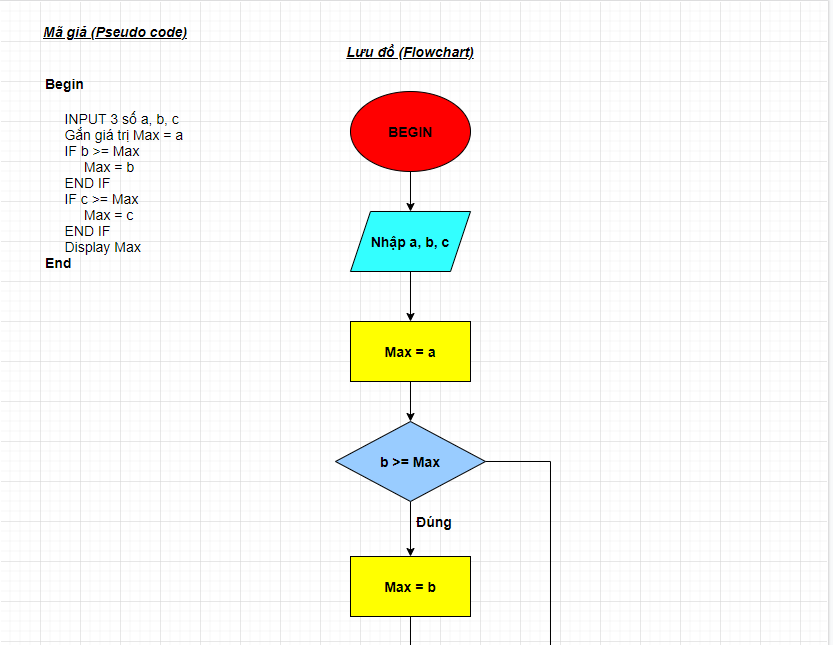 Mã giả (Pseudo code)
Lưu đồ (Flowchart)
Begin
INPUT 3 số a, b, c
Gắn giá trị Max = a
IF b >= Max
Max = b
END IF
IF c >= Max
Max = c
END IF
Display Max
End
BEGIN
Nhập a, b, c
Max = a
b >= Max
Đúng
Max = b